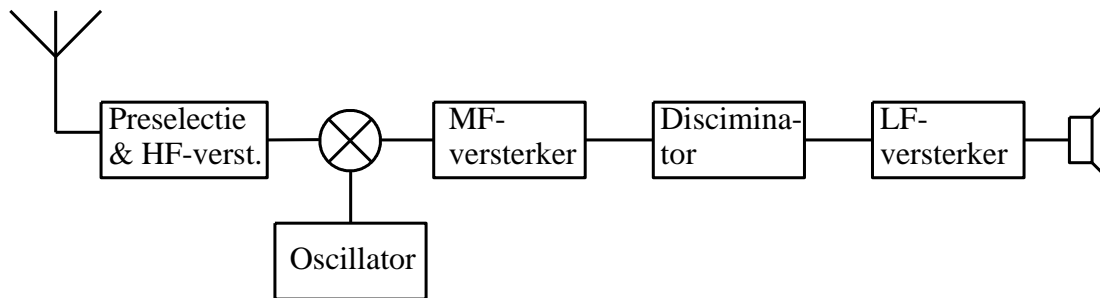 Preselectie
& HF-verst.
MF-
versterker
Discimina-
tor
LF-
versterker
Oscillator